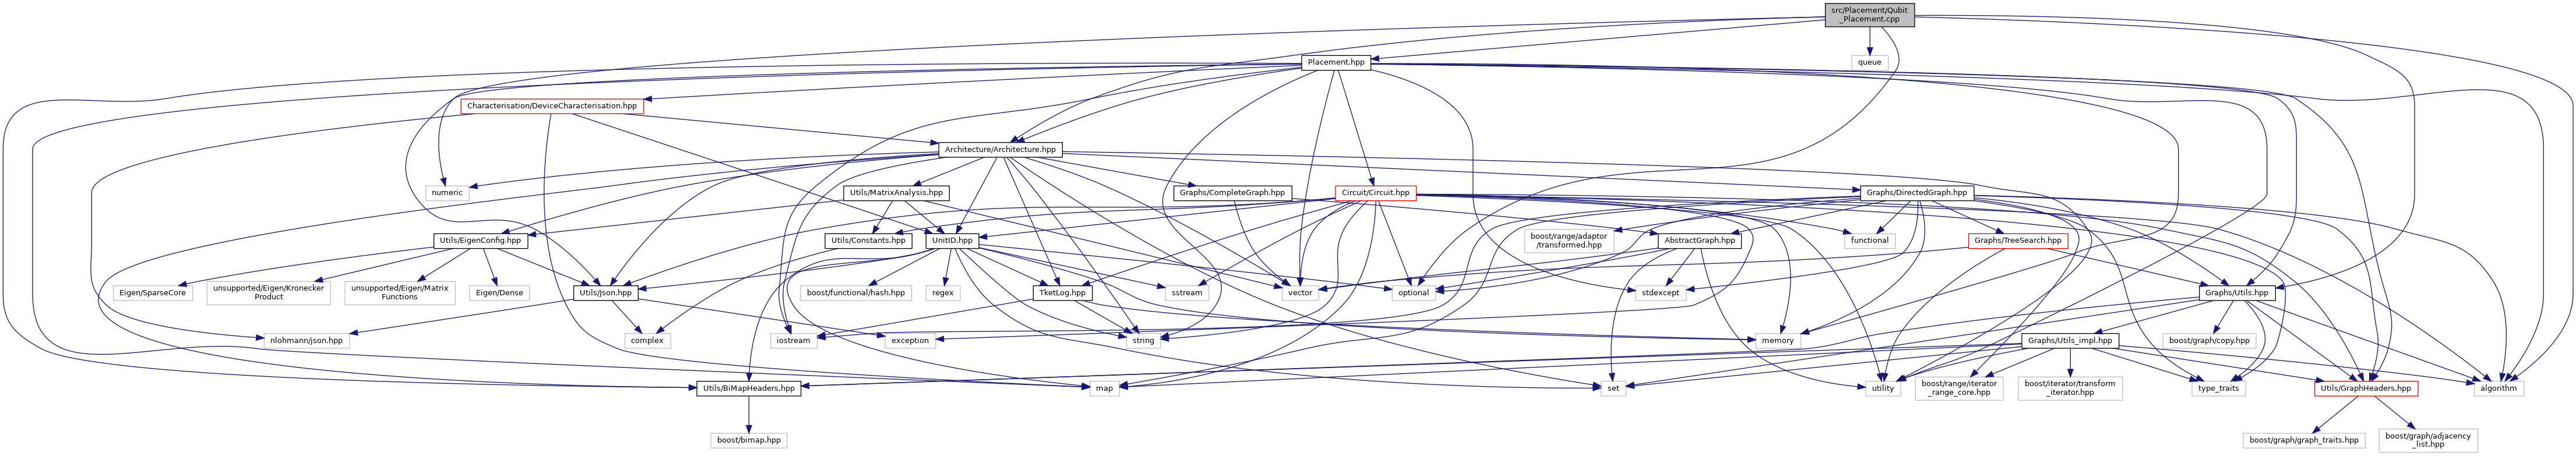 src/Placement/Qubit
_Placement.cpp
Placement.hpp
queue
Characterisation/DeviceCharacterisation.hpp
Architecture/Architecture.hpp
numeric
Utils/MatrixAnalysis.hpp
Graphs/CompleteGraph.hpp
Circuit/Circuit.hpp
Graphs/DirectedGraph.hpp
Utils/EigenConfig.hpp
Utils/Constants.hpp
UnitID.hpp
boost/range/adaptor
/transformed.hpp
AbstractGraph.hpp
functional
Graphs/TreeSearch.hpp
Eigen/SparseCore
unsupported/Eigen/Kronecker
Product
unsupported/Eigen/Matrix
Functions
Eigen/Dense
Utils/Json.hpp
boost/functional/hash.hpp
regex
TketLog.hpp
sstream
vector
optional
stdexcept
Graphs/Utils.hpp
nlohmann/json.hpp
complex
iostream
exception
string
memory
Graphs/Utils_impl.hpp
boost/graph/copy.hpp
Utils/BiMapHeaders.hpp
map
set
utility
boost/range/iterator
_range_core.hpp
boost/iterator/transform
_iterator.hpp
type_traits
Utils/GraphHeaders.hpp
algorithm
boost/bimap.hpp
boost/graph/graph_traits.hpp
boost/graph/adjacency
_list.hpp